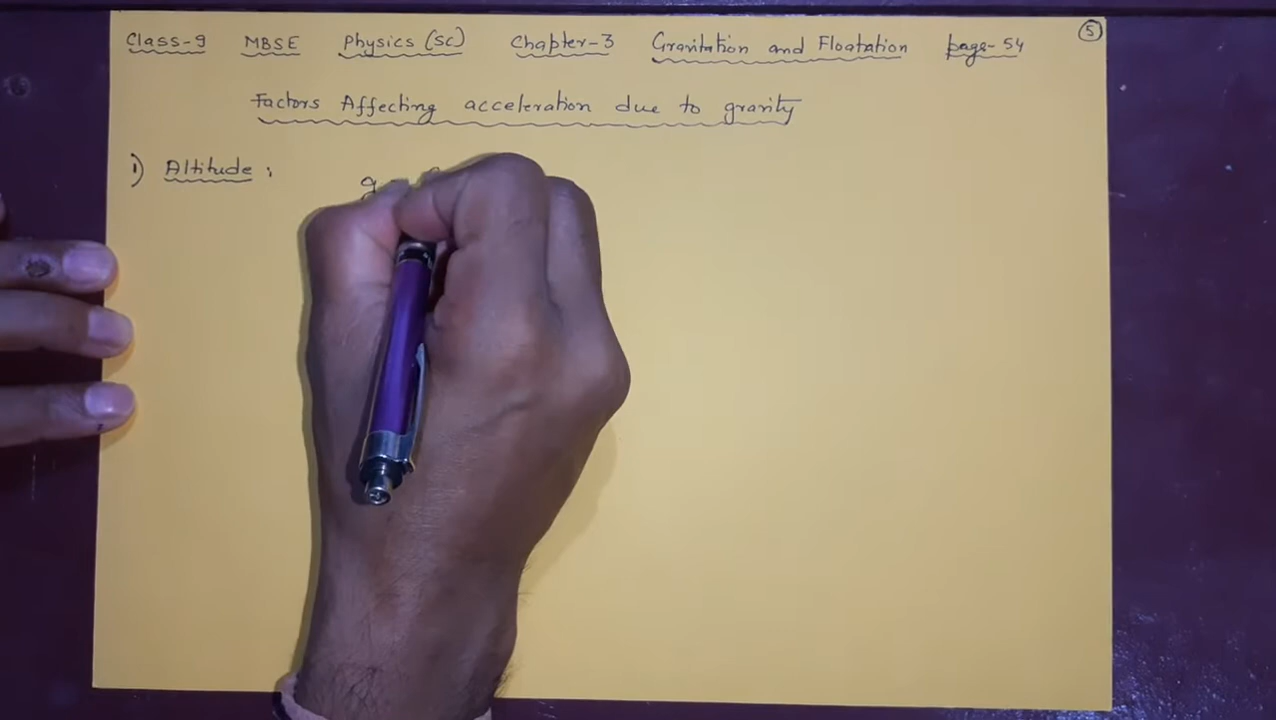 Class-9 MBSE Physics (SC) Chapter-3 Gravitation and Floatation page-54 5
Factors Affecting acceleration due to gravity
1) Altitude :
g